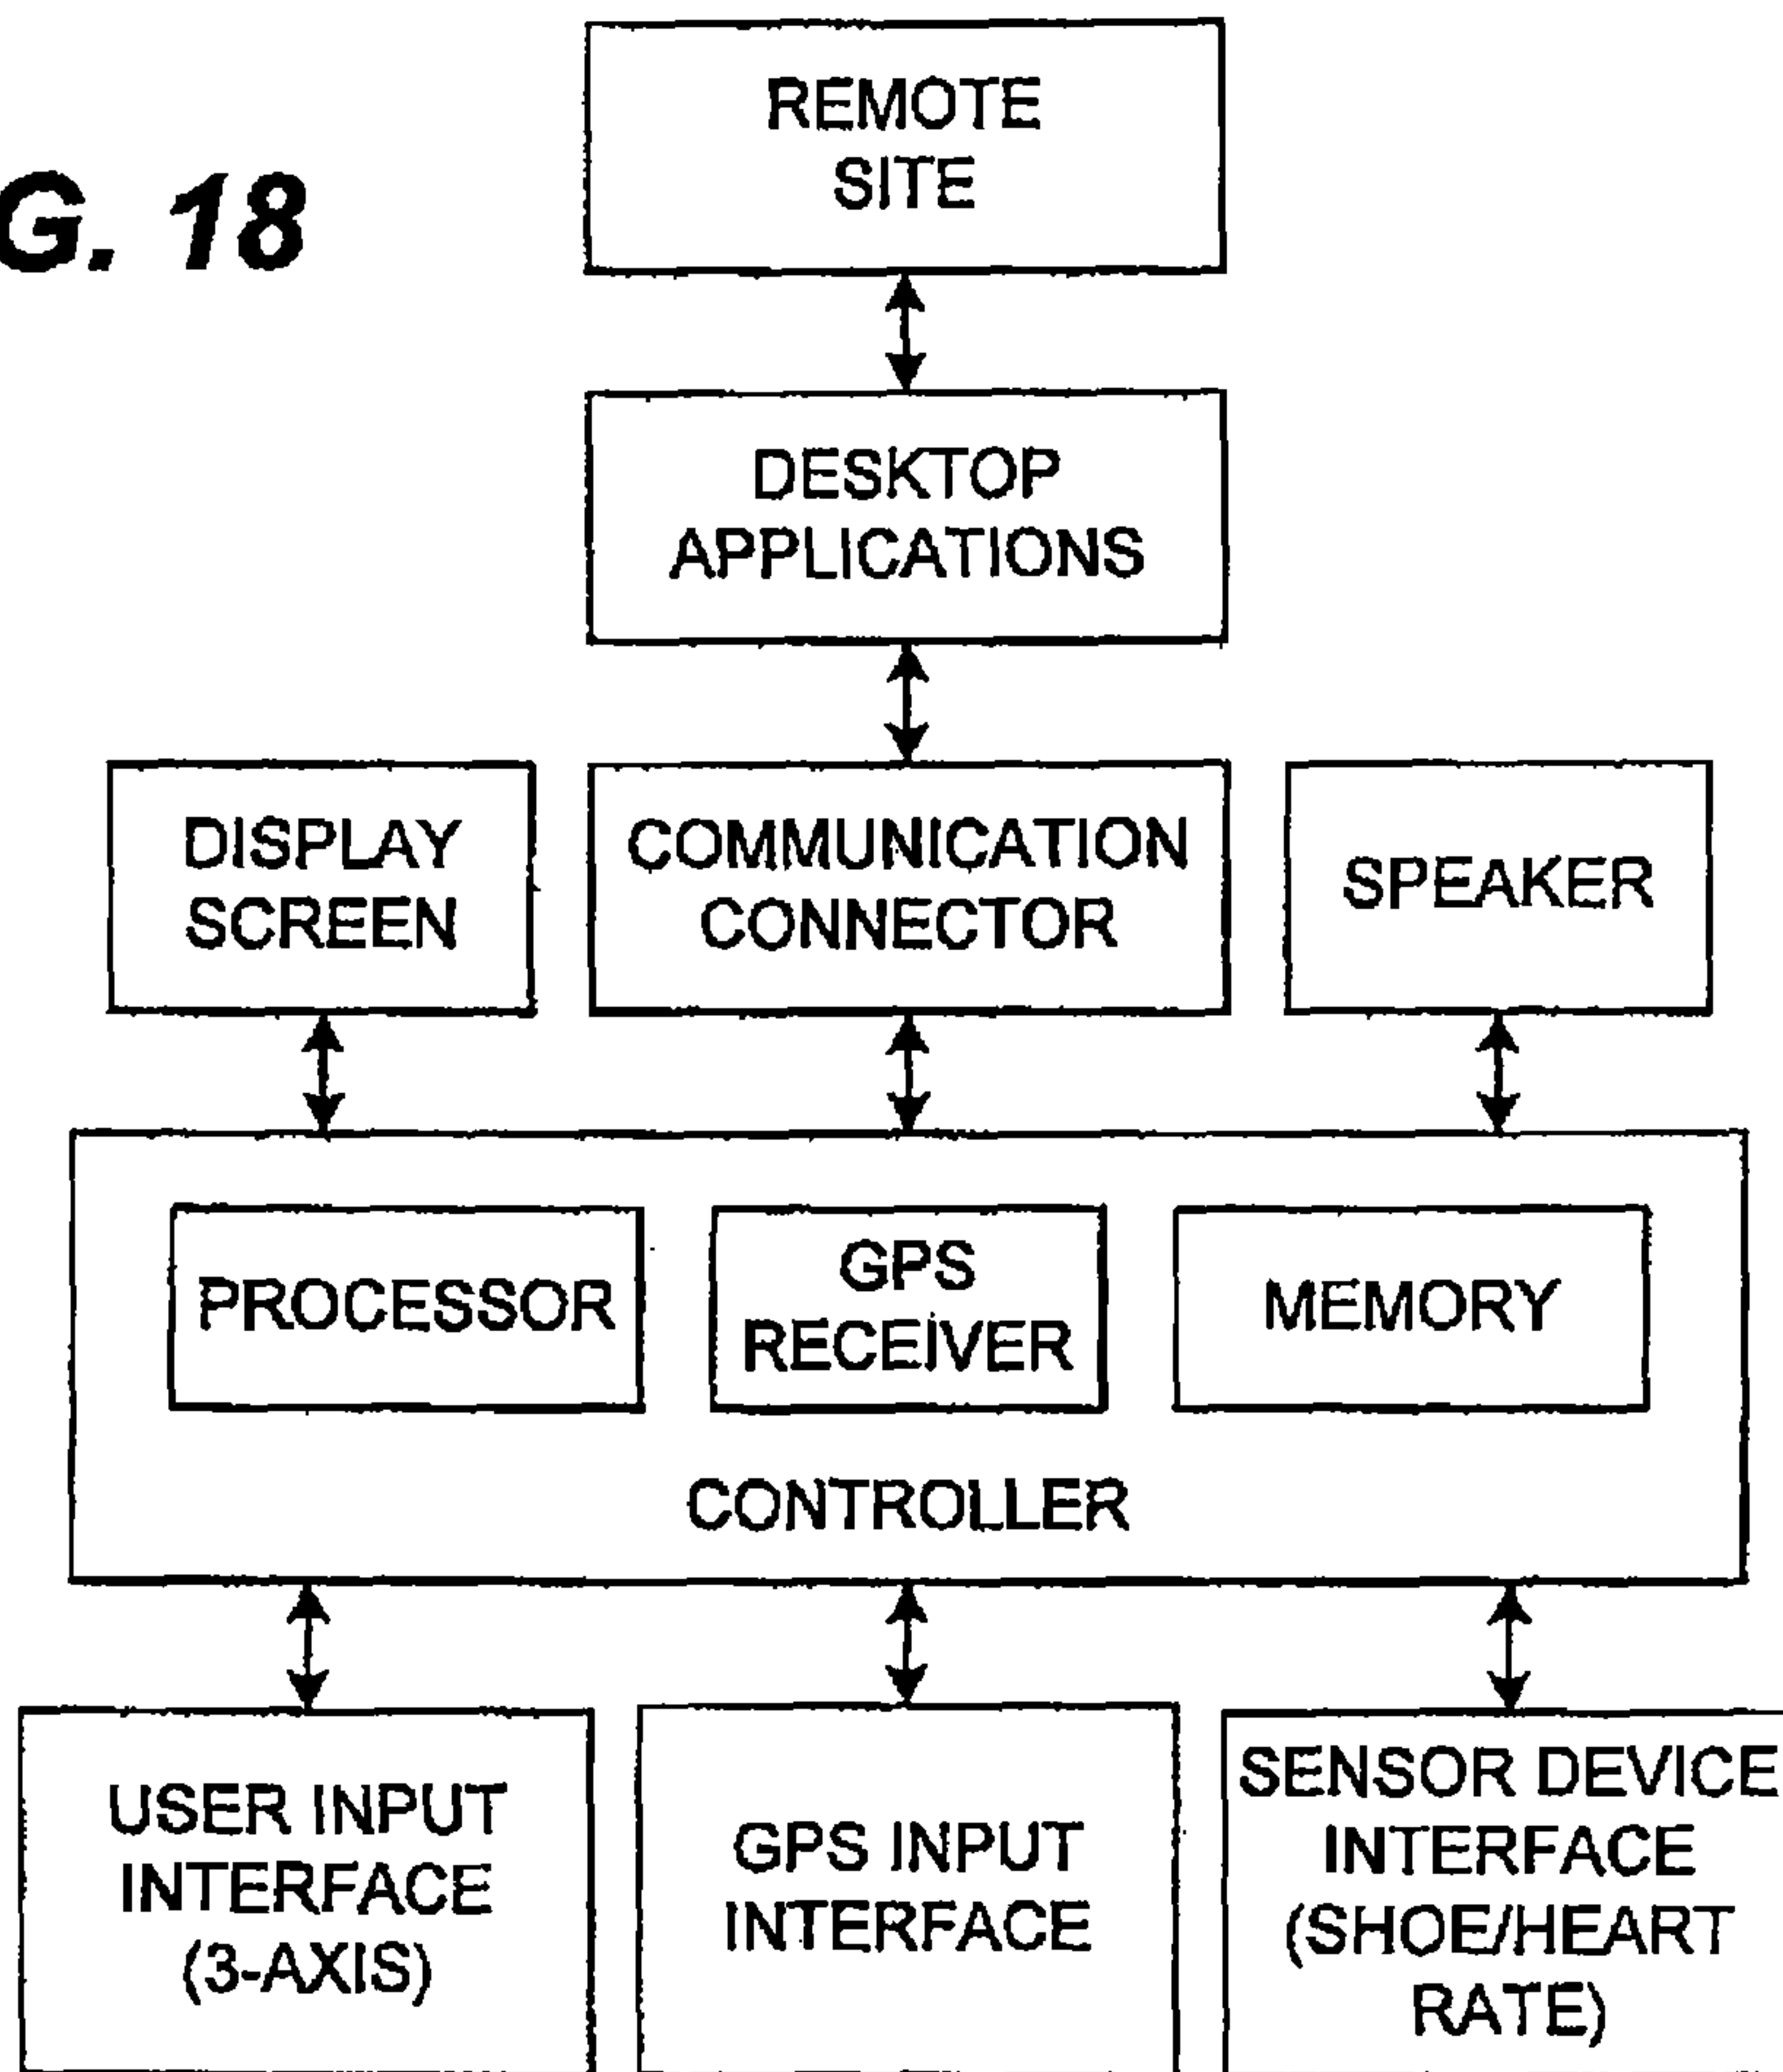 G. 18
REMOTE
SITE
DESKTOP
APPLICATIONS
DISPLAY
SCREEN
COMMUNICATION
CONNECTOR
SPEAKER
PROCESSOR
GPS
RECEIVER
MEMORY
CONTROLLER
USER INPUT
INTERFACE
(3-AXIS)
GPS INPUT
INTERFACE
SENSOR DEVICE
INTERFACE
(SHOE/HEART
RATE)